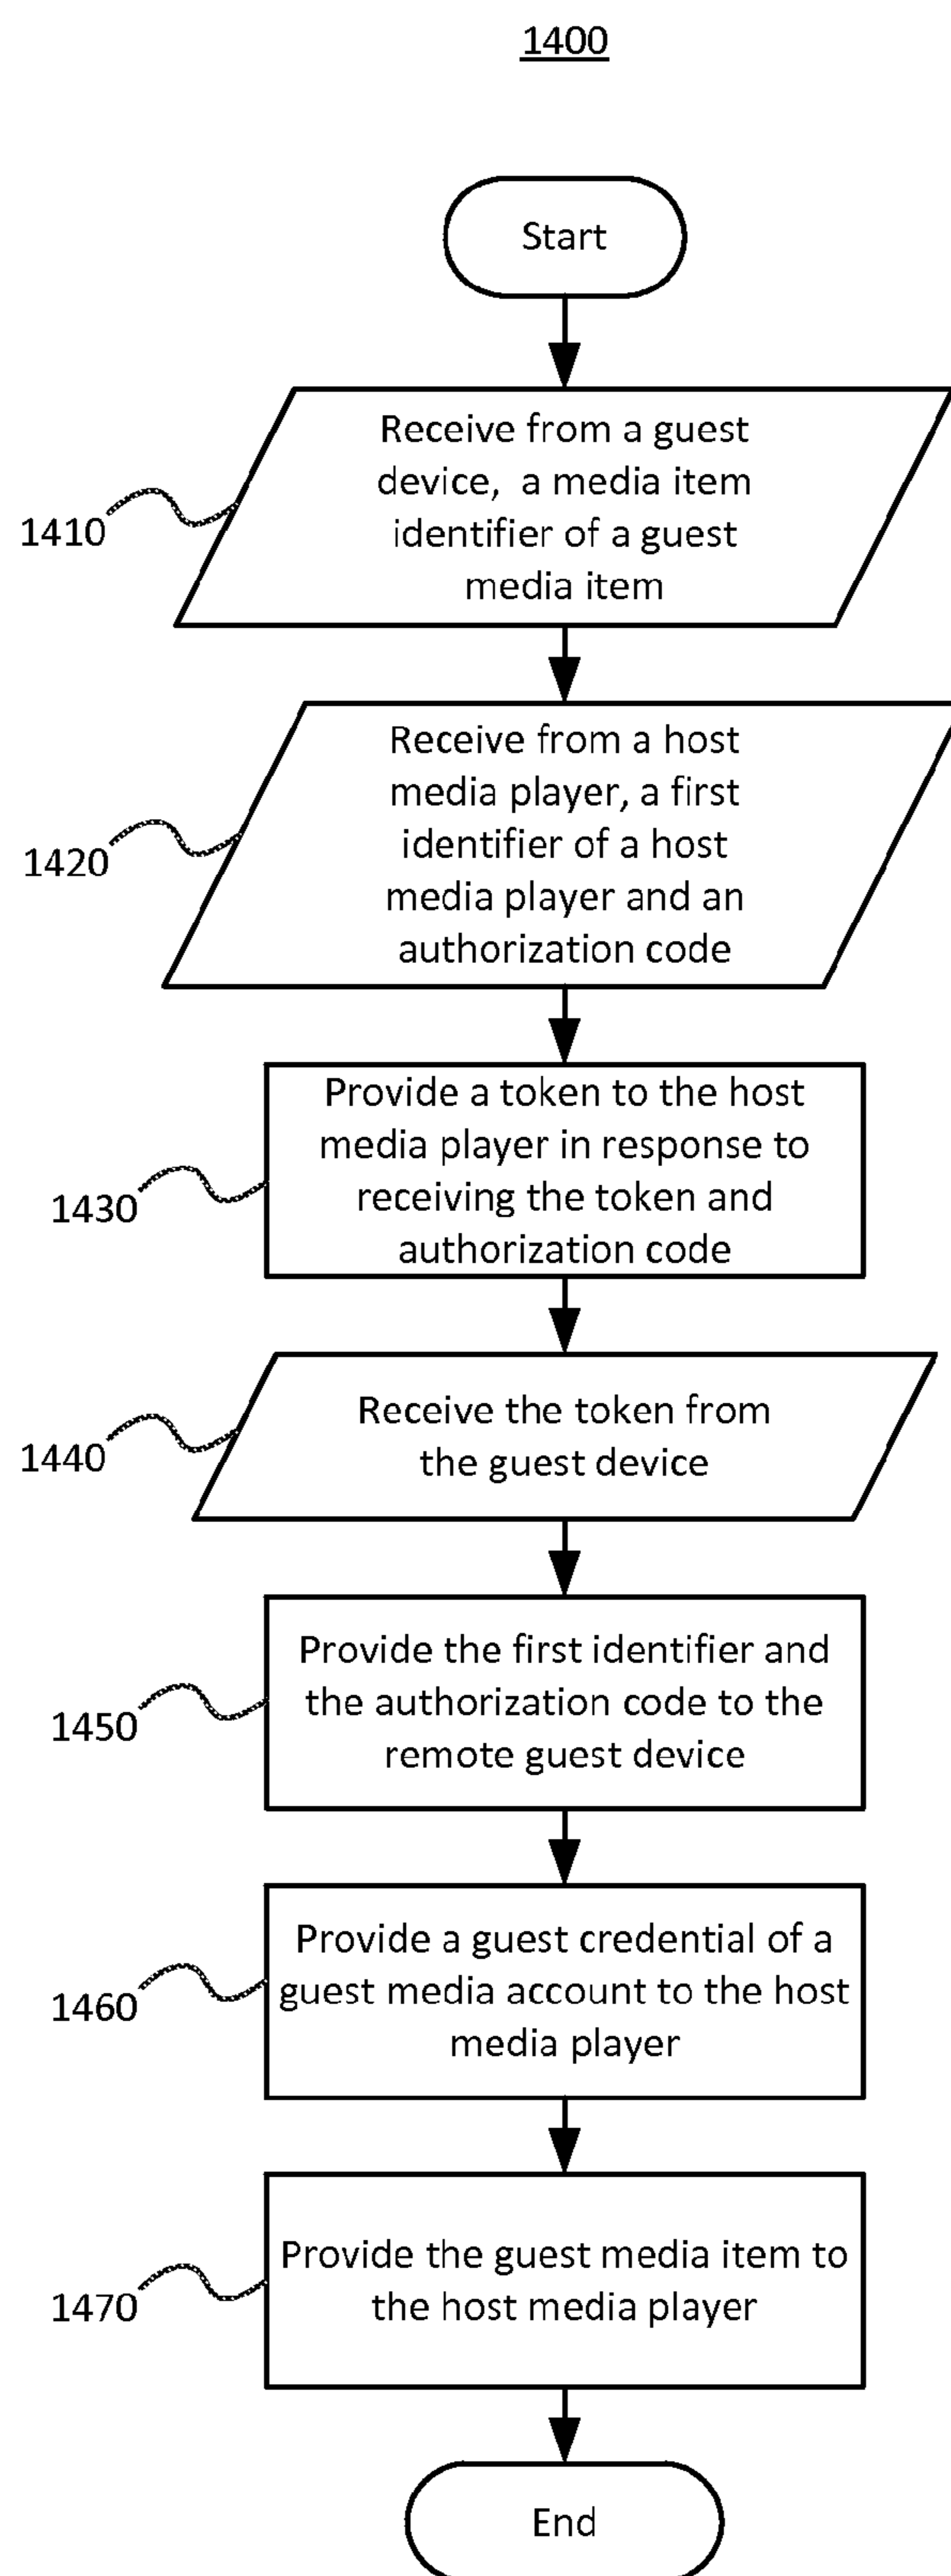 1400
Start
Receive from a guest
device, a media item
identifier of a guest
media item
1410
Receive from a host
media player, a first
identifier of a host
media player and an
authorization code
1420
Provide a token to the host
media player in response to
receiving the token and
authorization code
1430
Receive the token from
the guest device
1440
Provide the first identifier and
the authorization code to the
remote guest device
1450
Provide a guest credential of a
guest media account to the host
media player
1460
Provide the guest media item to
the host media player
1470
End